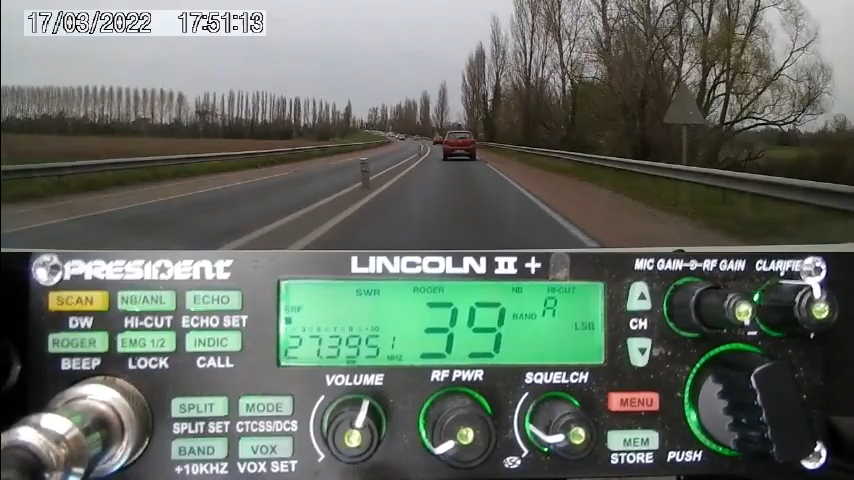 17/03/2022 17:51:13
PRESIDENT LINCOLN II + MIC GAIN RF GAIN CLARIFIER
SCAN NB/ANL ECHO
DW HI-CUT ECHO SET
ROGER EMG 1/2 INDIC
BEEP LOCK CALL
SWR ROGER NB HI-CUT
SRF 39 BAND A LSB
27.3951 MHZ
CH
VOLUME RF PWR SQUELCH
SPLIT MODE
SPLIT SET CTCSS/DCS
BAND VOX
+10KHZ VOX SET
MENU
MEM
STORE PUSH